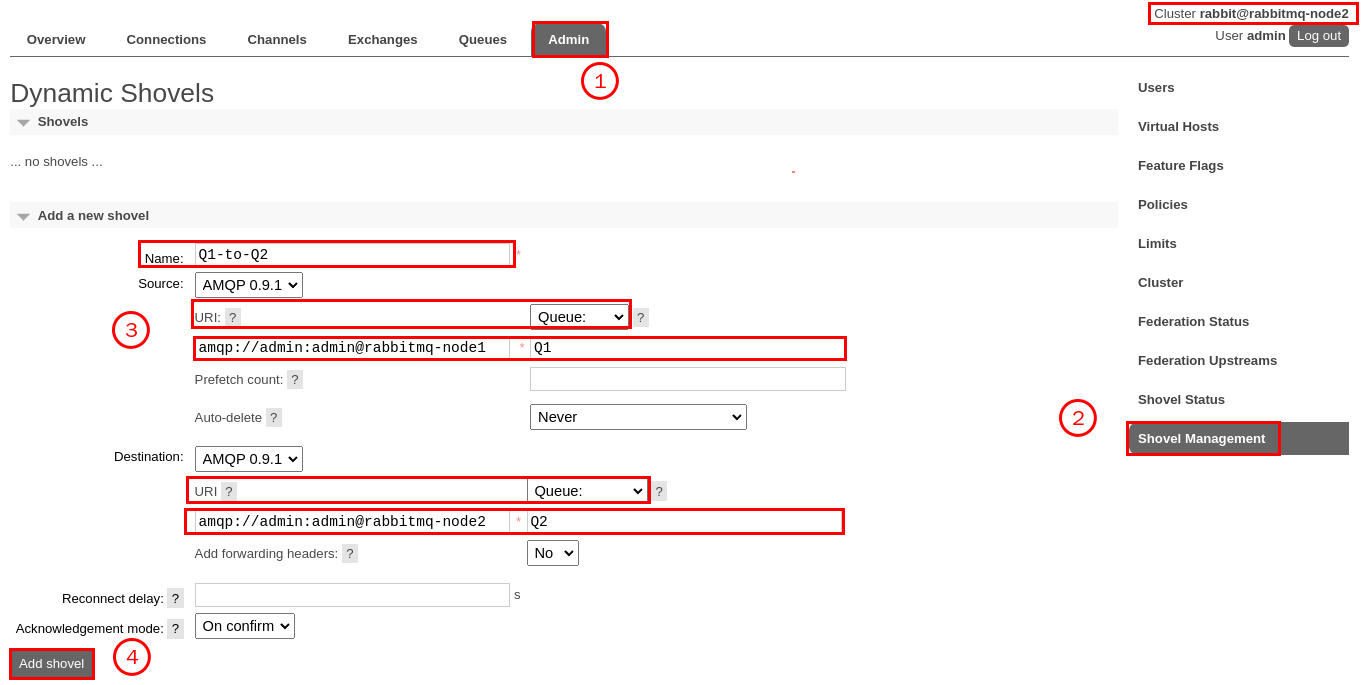 Cluster rabbit@rabbitmq-node2
User admin Log out
Overview Connections Channels Exchanges Queues Admin
1
Dynamic Shovels
Shovels
... no shovels ...
Add a new shovel
Name: Q1-to-Q2 *
Source: AMQP 0.9.1
URI: ? Queue: ?
3
amqp://admin:admin@rabbitmq-node1 * Q1
Prefetch count: ?
Auto-delete ? Never
Destination: AMQP 0.9.1
URI ? Queue: ?
amqp://admin:admin@rabbitmq-node2 * Q2
Add forwarding headers: ? No
Reconnect delay: ? s
Acknowledgement mode: ? On confirm
Add shovel
4
Users
Virtual Hosts
Feature Flags
Policies
Limits
Cluster
Federation Status
Federation Upstreams
Shovel Status
2
Shovel Management